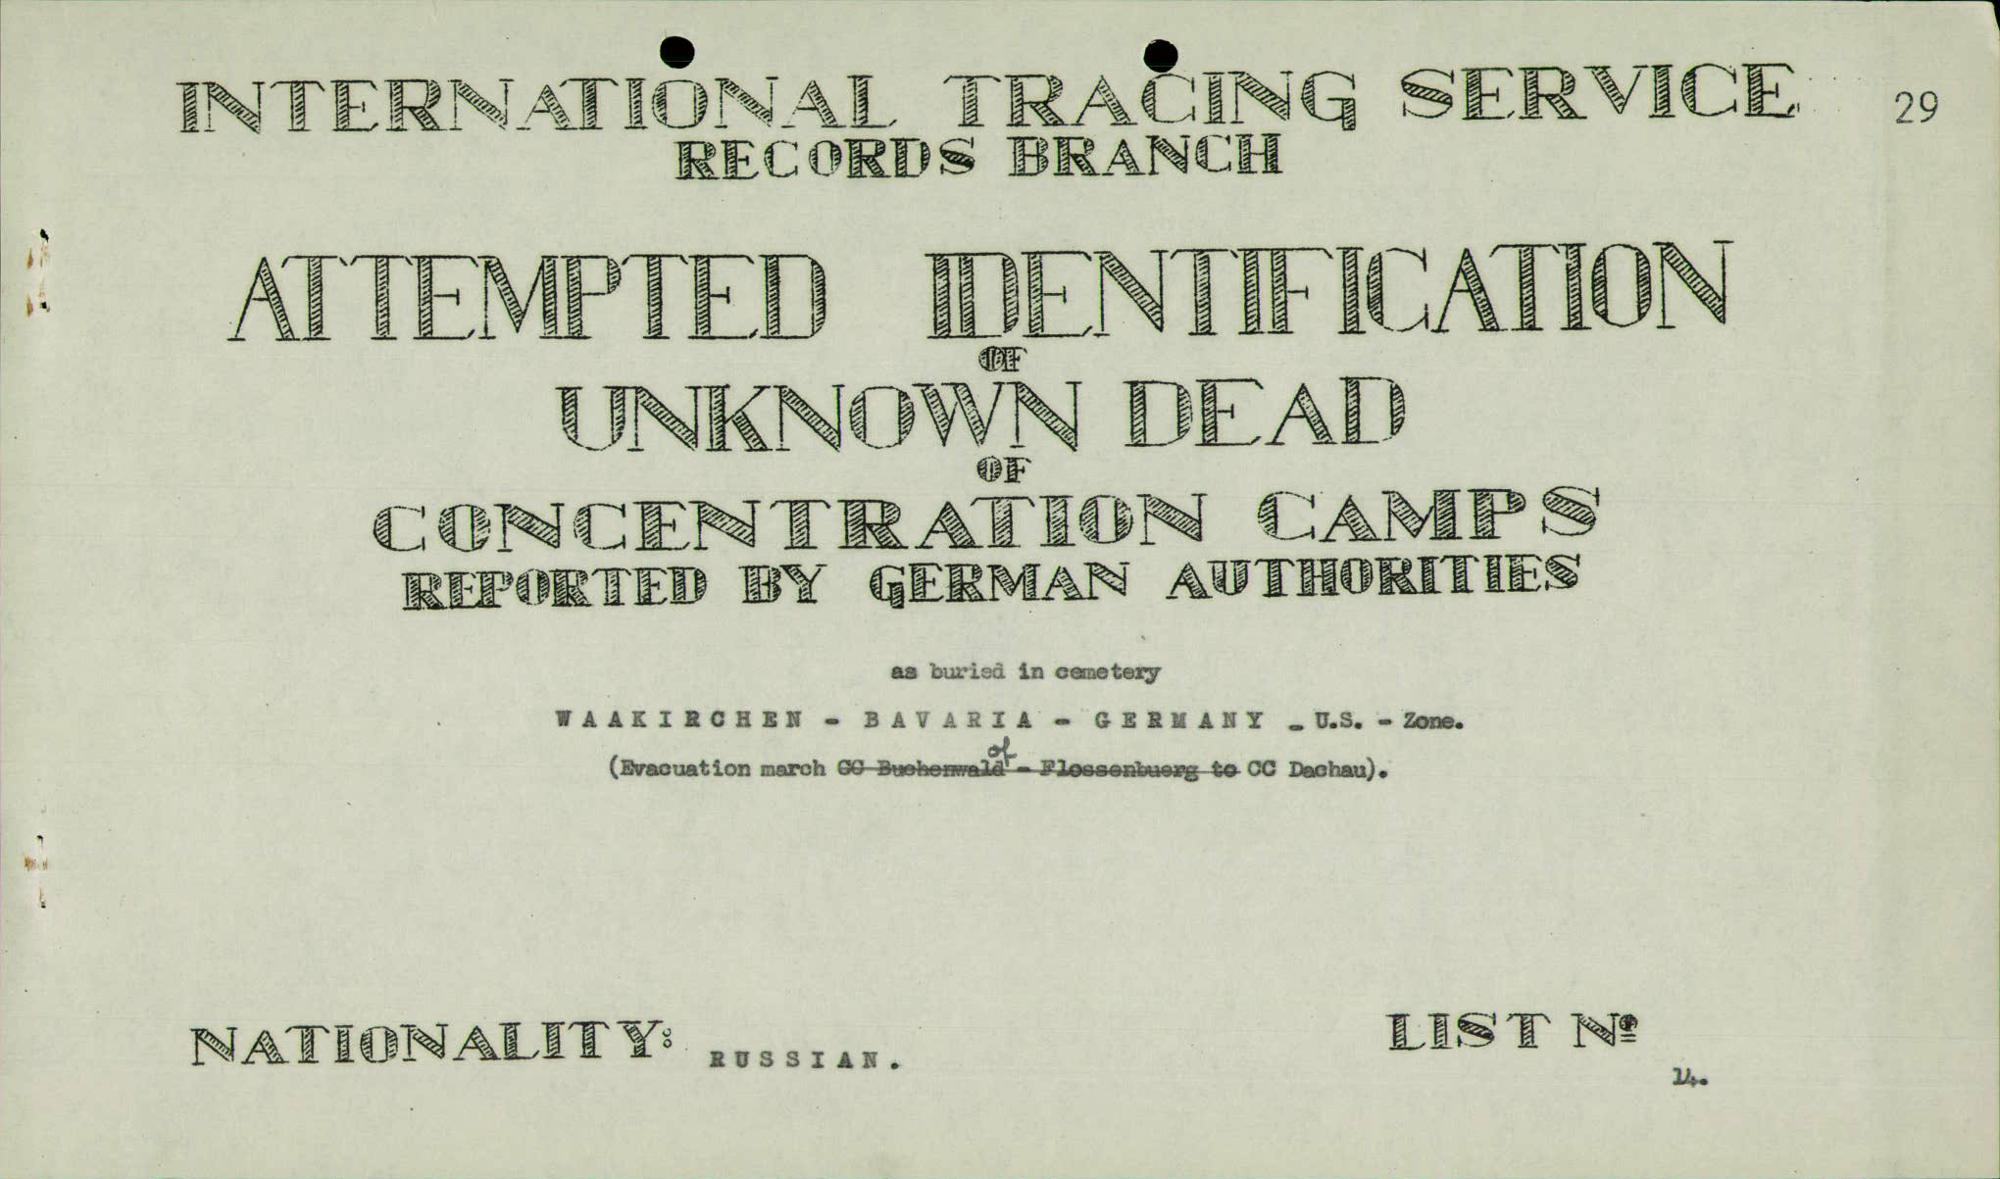 INTERNATIONAL TRACING SERVICE 29
RECORDS BRANCH
ATTEMPTED IDENTIFICATION
OF
UNKNOWN DEAD
OF
CONCENTRATION CAMPS
REPORTED BY GERMAN AUTHORITIES
as buried in cemetery
WAAKIRCHEN - BAVARIA - GERMANY - U.S. - Zone.
of
(Evacuation march CC Buchenwald - Flossenbuerg to CC Dachau).
NATIONALITY: RUSSIAN.
LIST Nº 14.